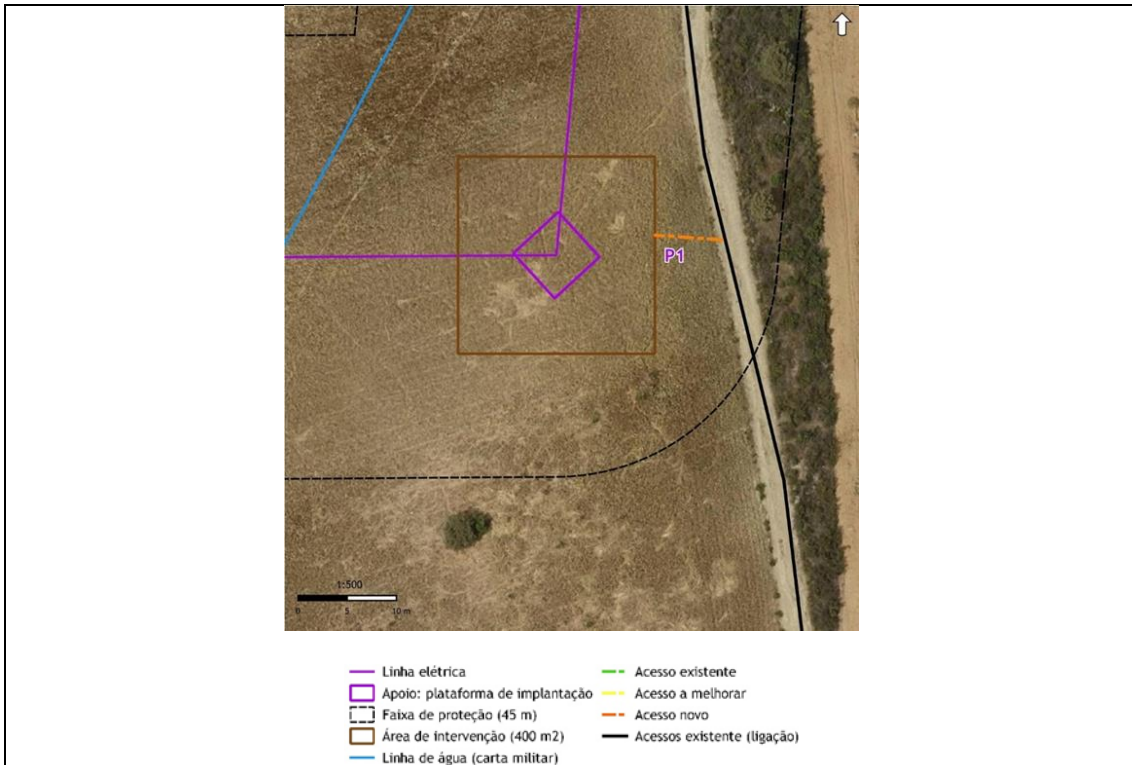 P1
1:500
0 5 10 m
Linha elétrica
Apoio: plataforma de implantação
Faixa de proteção (45 m)
Área de intervenção (400 m2)
Linha de água (carta militar)
Acesso existente
Acesso a melhorar
Acesso novo
Acessos existente (ligação)